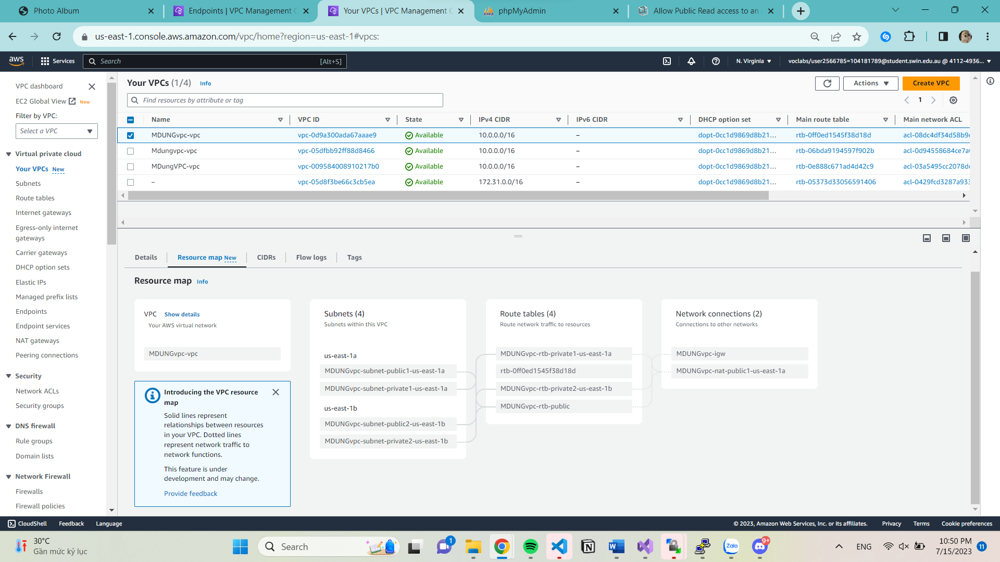 Photo Album
Endpoints | VPC Management C
Your VPCs | VPC Management C
phpMyAdmin
Allow Public Read access to an
us-east-1.console.aws.amazon.com/vpc/home?region=us-east-1#vpcs:
aws
Services
Search
[Alt+S]
N. Virginia
voclabs/user2566785=104181789@student.swin.edu.au @ 4112-4936...
VPC dashboard
EC2 Global View
New
Filter by VPC:
Select a VPC
Virtual private cloud
Your VPCs New
Subnets
Route tables
Internet gateways
Egress-only internet
gateways
Carrier gateways
DHCP option sets
Elastic IPs
Managed prefix lists
Endpoints
Endpoint services
NAT gateways
Peering connections
Security
Network ACLs
Security groups
DNS firewall
Rule groups
Domain lists
Network Firewall
Firewalls
Firewall policies
Your VPCs (1/4) Info
Actions
Create VPC
Find resources by attribute or tag
1
Name VPC ID State IPv4 CIDR IPv6 CIDR DHCP option set Main route table Main network ACL
MDUNGvpc-vpc vpc-0d9a300ada67aaae9 Available 10.0.0.0/16 – dopt-0cc1d9869d8b21... rtb-0ff0ed1545f38d18d acl-08dc4df34d58b9
Mdungvpc-vpc vpc-05dfbb92ff88d8466 Available 10.0.0.0/16 – dopt-0cc1d9869d8b21... rtb-06bda9194597f902b acl-0d94558684ce7a
MDungVPC-vpc vpc-009584008910217b0 Available 10.0.0.0/16 – dopt-0cc1d9869d8b21... rtb-0e888c671ad4d42c9 acl-03a5495cc2078d
– vpc-05d8f3be66c3cb5ea Available 172.31.0.0/16 – dopt-0cc1d9869d8b21... rtb-05373d33056591406 acl-0429fcd3287a933
Details
Resource map New
CIDRs
Flow logs
Tags
Resource map Info
VPC Show details
Your AWS virtual network
MDUNGvpc-vpc
Introducing the VPC resource
map
Solid lines represent
relationships between resources
in your VPC. Dotted lines
represent network traffic to
network functions.
This feature is under
development and may change.
Provide feedback
Subnets (4)
Subnets within this VPC
us-east-1a
MDUNGvpc-subnet-public1-us-east-1a
MDUNGvpc-subnet-private1-us-east-1a
us-east-1b
MDUNGvpc-subnet-public2-us-east-1b
MDUNGvpc-subnet-private2-us-east-1b
Route tables (4)
Route network traffic to resources
MDUNGvpc-rtb-private1-us-east-1a
rtb-0ff0ed1545f38d18d
MDUNGvpc-rtb-private2-us-east-1b
MDUNGvpc-rtb-public
Network connections (2)
Connections to other networks
MDUNGvpc-igw
MDUNGvpc-nat-public1-us-east-1a
CloudShell
Feedback
Language
© 2023, Amazon Web Services, Inc. or its affiliates.
Privacy
Terms
Cookie preferences
30°C
Gần mức kỷ lục
Search
1
Zalo
9+
ENG
10:50 PM
7/15/2023
11